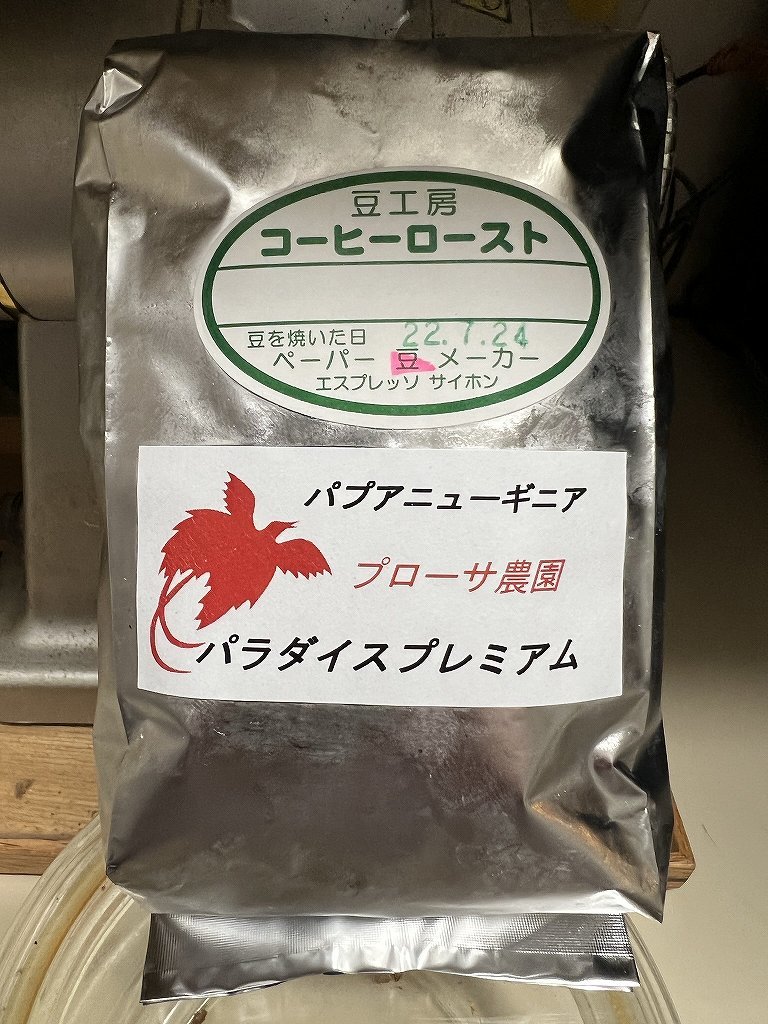 豆工房
コーヒーロースト
豆を焼いた日 22.7.24
ペーパー 豆 メーカー
エスプレッソ サイホン
パプアニューギニア
プローサ農園
パラダイスプレミアム